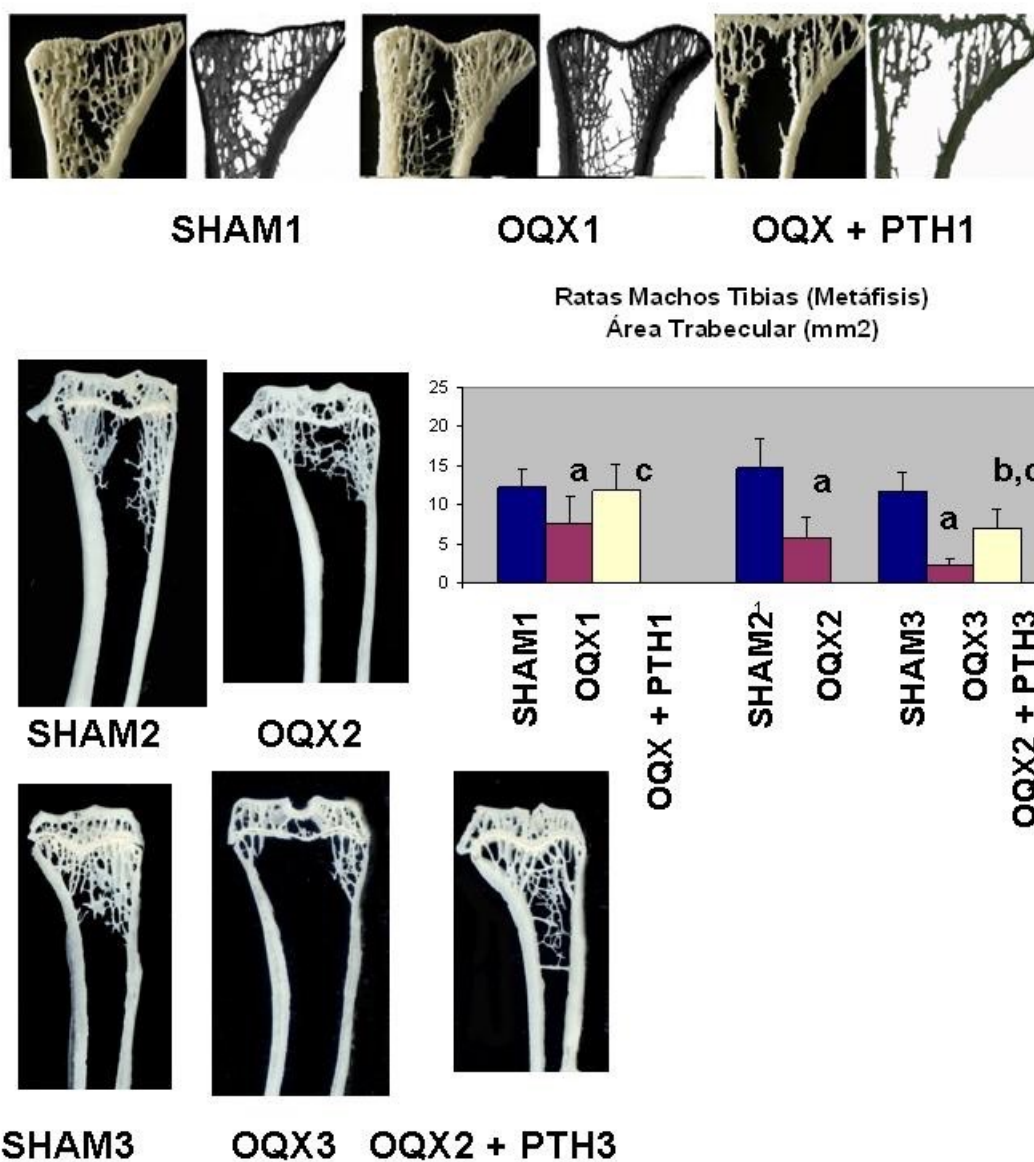 SHAM1
OQX1
OQX + PTH1
Ratas Machos Tibias (Metáfisis)
Área Trabecular (mm2)
25
20
15
10
5
0
a
c
a
a
b,c
SHAM1
OQX1
OQX + PTH1
SHAM2
1
OQX2
SHAM3
OQX3
OQX2 + PTH3
SHAM2
OQX2
SHAM3
OQX3
OQX2 + PTH3